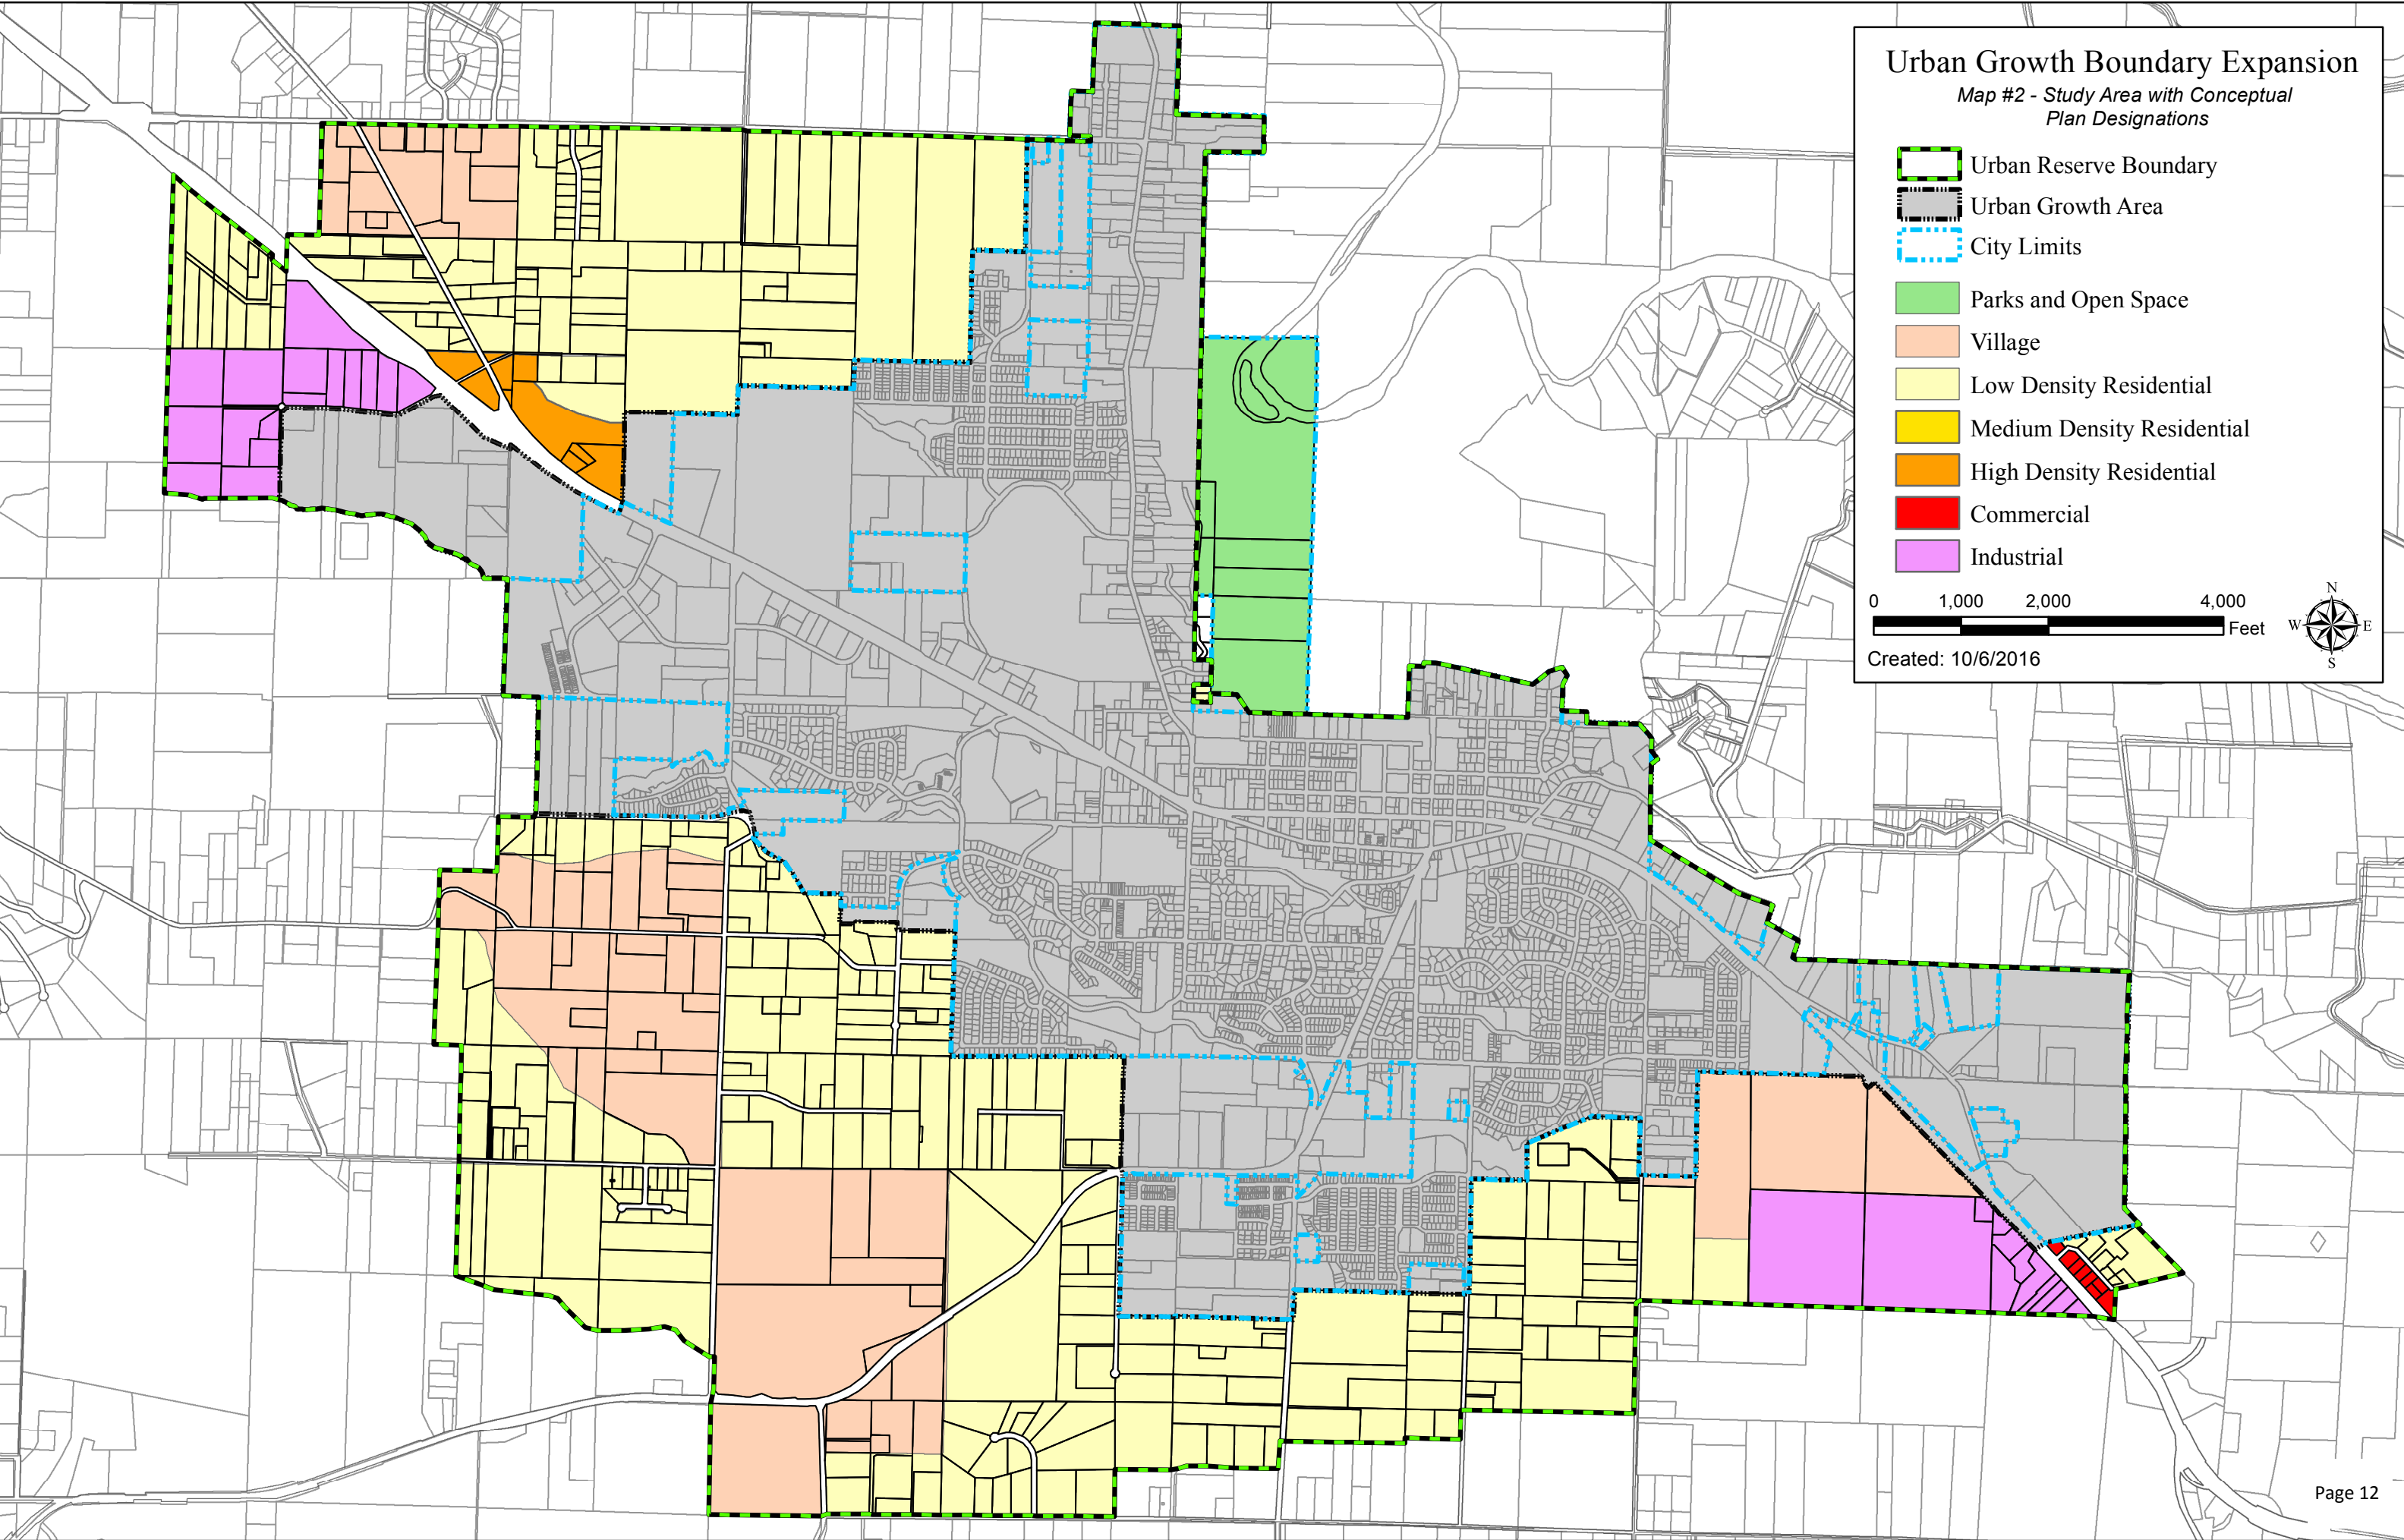 Urban Growth Boundary Expansion
Map #2 - Study Area with Conceptual
Plan Designations
Urban Reserve Boundary
Urban Growth Area
City Limits
Parks and Open Space
Village
Low Density Residential
Medium Density Residential
High Density Residential
Commercial
Industrial
0 1,000 2,000 4,000
Feet
N
W E
S
Created: 10/6/2016
Page 12